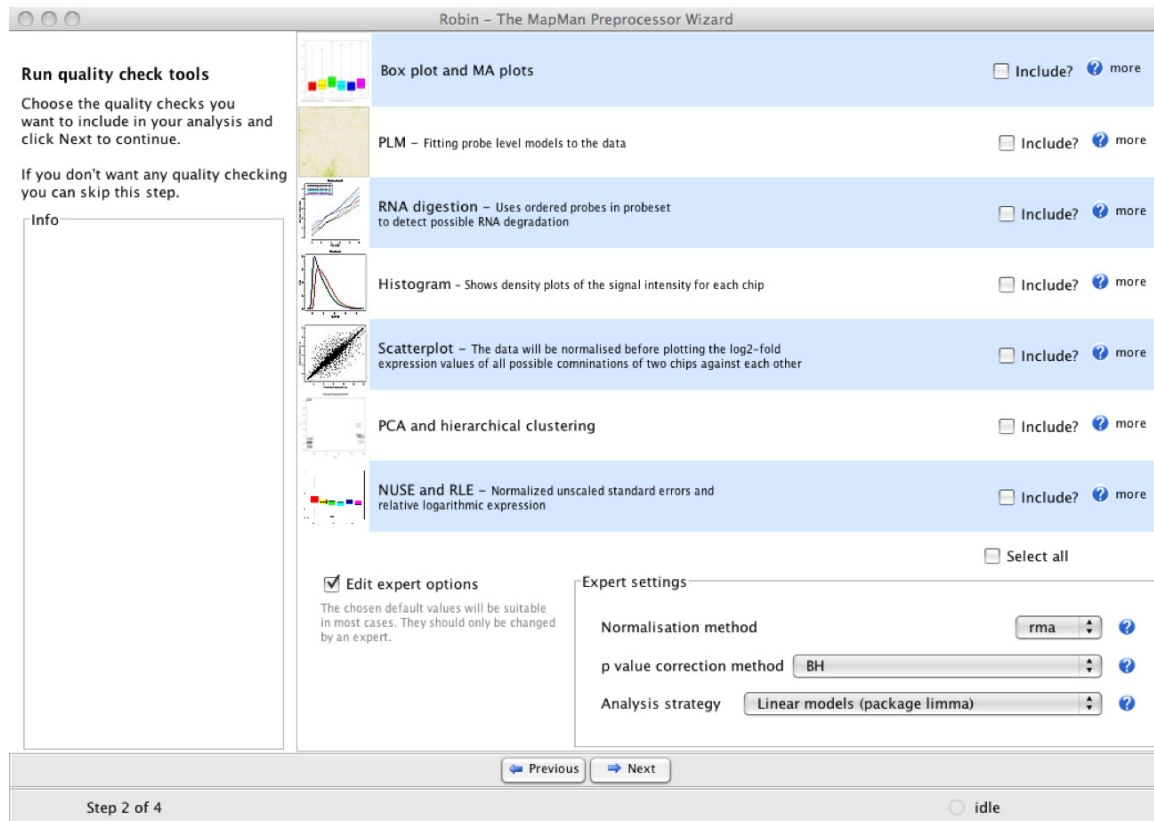 Robin – The MapMan Preprocessor Wizard
Run quality check tools
Choose the quality checks you
want to include in your analysis and
click Next to continue.
If you don't want any quality checking
you can skip this step.
Info
Box plot and MA plots
Include?
more
PLM – Fitting probe level models to the data
Include?
more
RNA digestion – Uses ordered probes in probeset
to detect possible RNA degradation
Include?
more
Histogram – Shows density plots of the signal intensity for each chip
Include?
more
Scatterplot – The data will be normalised before plotting the log2-fold
expression values of all possible comninations of two chips against each other
Include?
more
PCA and hierarchical clustering
Include?
more
NUSE and RLE – Normalized unscaled standard errors and
relative logarithmic expression
Include?
more
Select all
Edit expert options
The chosen default values will be suitable
in most cases. They should only be changed
by an expert.
Expert settings
Normalisation method
rma
p value correction method
BH
Analysis strategy
Linear models (package limma)
Previous
Next
Step 2 of 4
idle